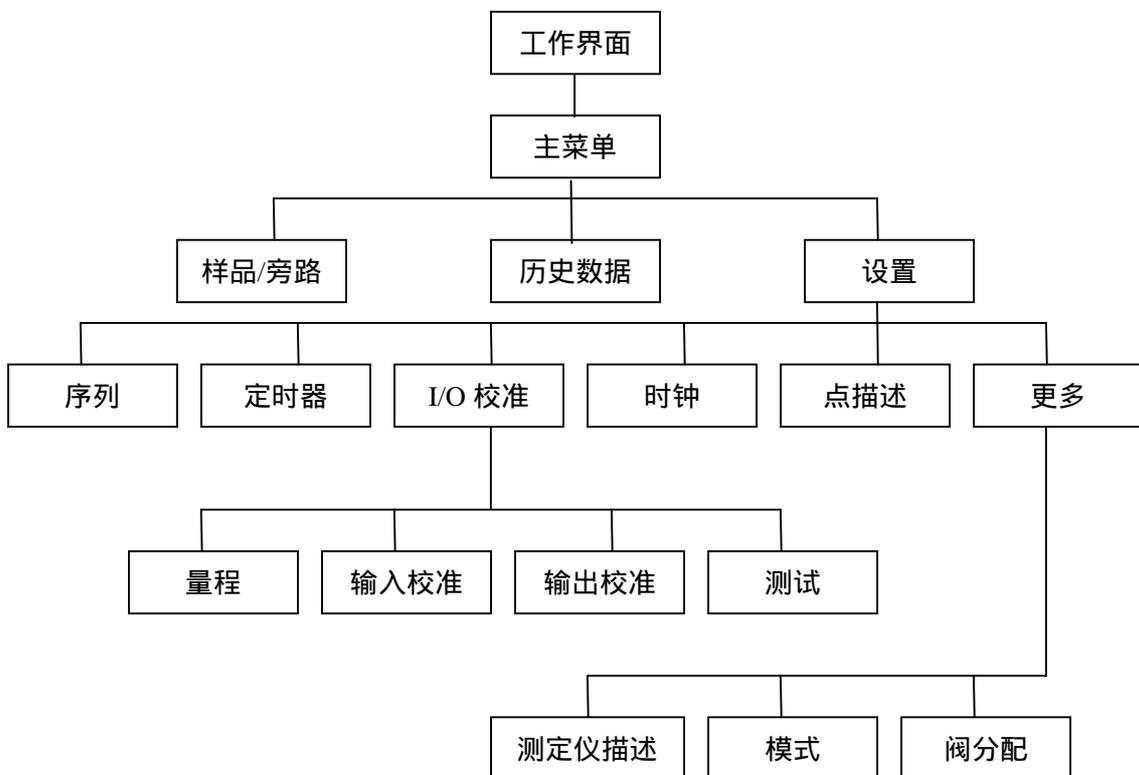 工作界面
主菜单
样品/旁路
历史数据
设置
序列
定时器
I/O 校准
时钟
点描述
更多
量程
输入校准
输出校准
测试
测定仪描述
模式
阀分配